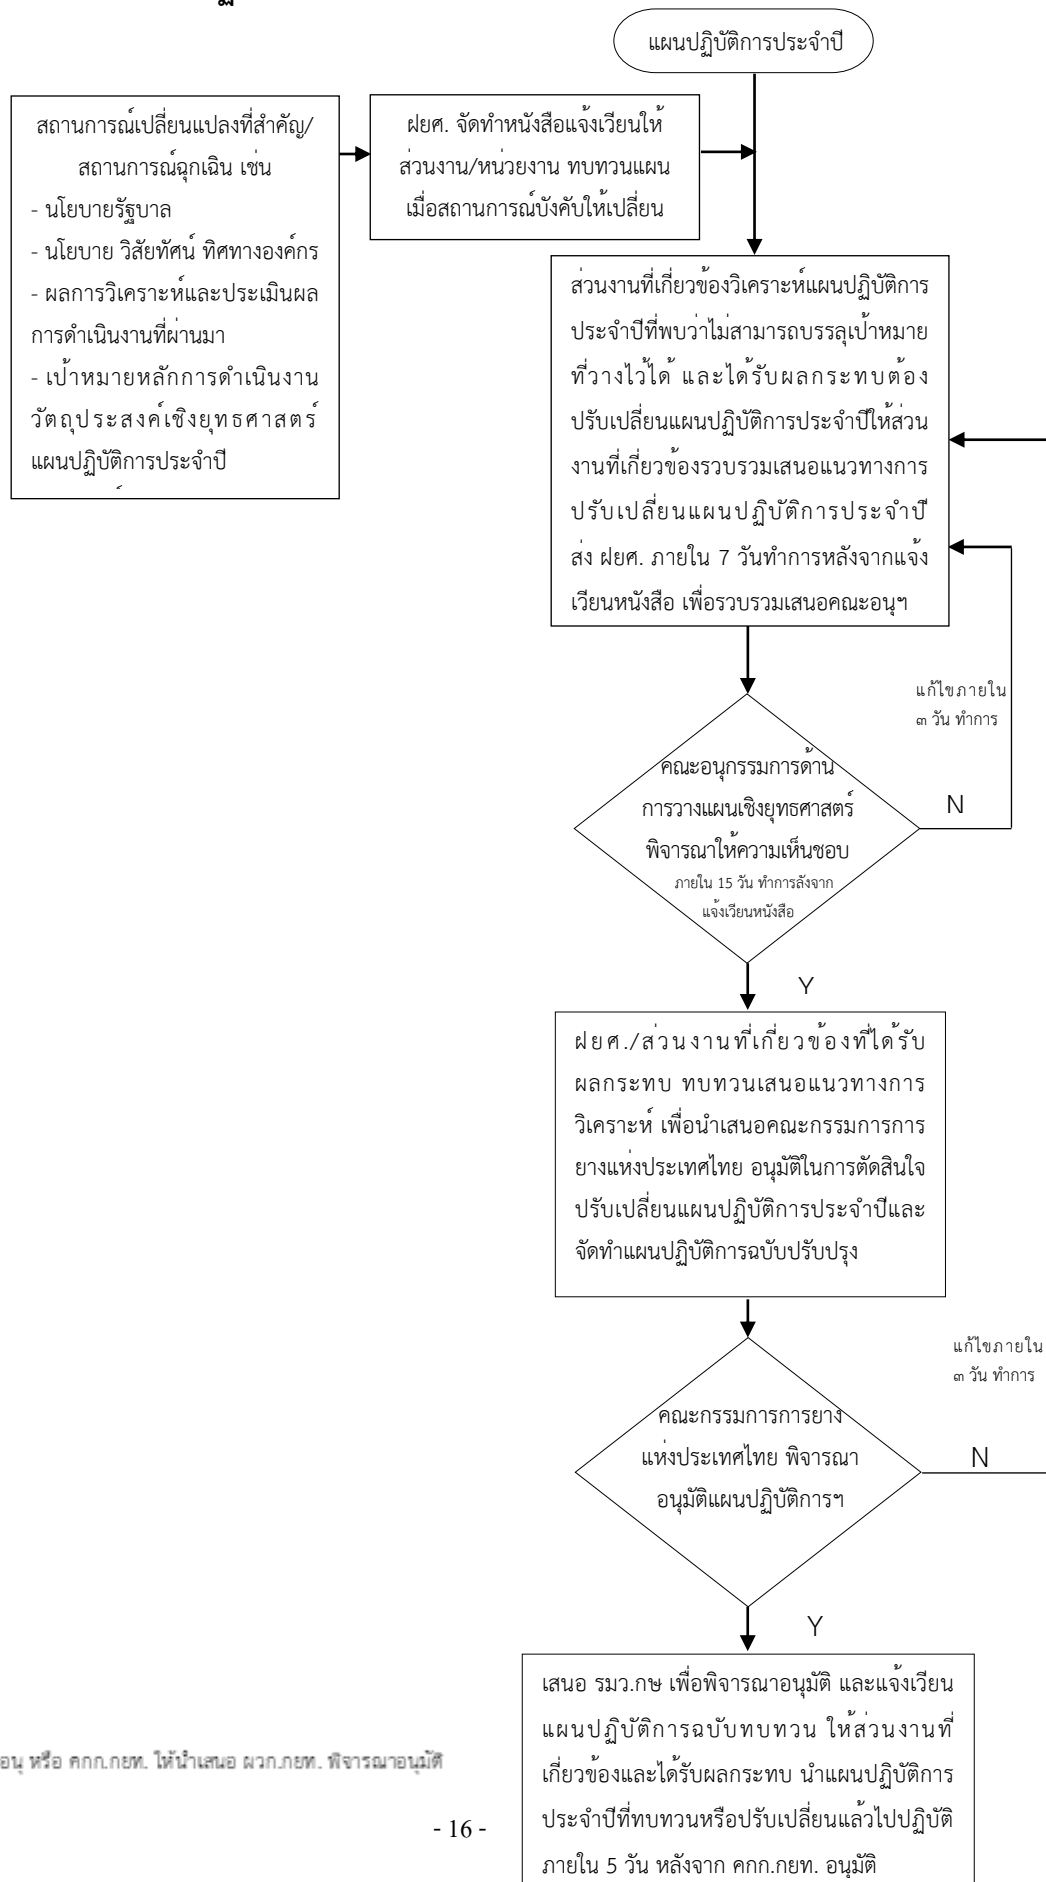 แผนปฏิบัติการประจำปี
สถานการณ์เปลี่ยนแปลงที่สำคัญ/
สถานการณ์ฉุกเฉิน เช่น
- นโยบายรัฐบาล
- นโยบาย วิสัยทัศน์ ทิศทางองค์กร
- ผลการวิเคราะห์และประเมินผล
การดำเนินงานที่ผ่านมา
- เป้าหมายหลักการดำเนินงาน
วัตถุประสงค์เชิงยุทธศาสตร์
แผนปฏิบัติการประจำปี
ฝยศ. จัดทำหนังสือแจ้งเวียนให้
ส่วนงาน/หน่วยงาน ทบทวนแผน
เมื่อสถานการณ์บังคับให้เปลี่ยน
ส่วนงานที่เกี่ยวข้องวิเคราะห์แผนปฏิบัติการ
ประจำปีที่พบว่าไม่สามารถบรรลุเป้าหมาย
ที่วางไว้ได้ และได้รับผลกระทบต้อง
ปรับเปลี่ยนแผนปฏิบัติการประจำปีให้ส่วน
งานที่เกี่ยวข้องรวบรวมเสนอแนวทางการ
ปรับเปลี่ยนแผนปฏิบัติการประจำปี
ส่ง ฝยศ. ภายใน 7 วันทำการหลังจากแจ้ง
เวียนหนังสือ เพื่อรวบรวมเสนอคณะอนุฯ
แก้ไขภายใน
๓ วัน ทำการ
คณะอนุกรรมการด้าน
การวางแผนเชิงยุทธศาสตร์
พิจารณาให้ความเห็นชอบ
ภายใน 15 วัน ทำการลังจาก
แจ้งเวียนหนังสือ
N
Y
ฝยศ./ส่วนงานที่เกี่ยวข้องที่ได้รับ
ผลกระทบ ทบทวนเสนอแนวทางการ
วิเคราะห์ เพื่อนำเสนอคณะกรรมการการ
ยางแห่งประเทศไทย อนุมัติในการตัดสินใจ
ปรับเปลี่ยนแผนปฏิบัติการประจำปีและ
จัดทำแผนปฏิบัติการฉบับปรับปรุง
แก้ไขภายใน
๓ วัน ทำการ
คณะกรรมการการยาง
แห่งประเทศไทย พิจารณา
อนุมัติแผนปฏิบัติการฯ
N
Y
เสนอ รมว.กษ เพื่อพิจารณาอนุมัติ และแจ้งเวียน
แผนปฏิบัติการฉบับทบทวน ให้ส่วนงานที่
เกี่ยวข้องและได้รับผลกระทบ นำแผนปฏิบัติการ
ประจำปีที่ทบทวนหรือปรับเปลี่ยนแล้วไปปฏิบัติ
ภายใน 5 วัน หลังจาก คกก.กยท. อนุมัติ
อนุ หรือ คกก.กยท. ให้นำเสนอ ผวก.กยท. พิจารณาอนุมัติ
- 16 -